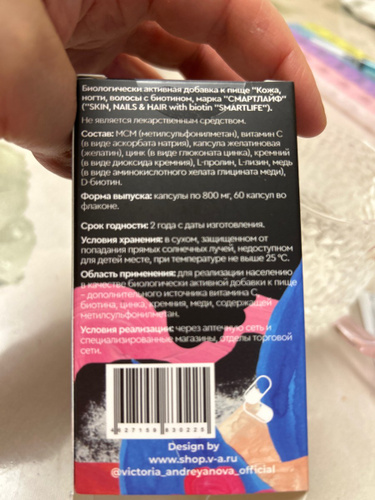 Биологически активная добавка к пище "Кожа,
ногти, волосы с биотином, марка "СМАРТЛАЙФ"
("SKIN, NAILS & HAIR with biotin "SMARTLIFE").
Не является лекарственным средством.
Состав: МСМ (метилсульфонилметан), витамин С
(в виде аскорбата натрия), капсула желатиновая
(желатин), цинк (в виде глюконата цинка), кремний
(в виде диоксида кремния), L-пролин, L-лизин, медь
(в виде аминокислотного хелата глицината меди),
D-биотин.
Форма выпуска: капсулы по 800 мг, 60 капсул во
флаконе.
Срок годности: 2 года с даты изготовления.
Условия хранения: в сухом, защищенном от
попадания прямых солнечных лучей, недоступном
для детей месте, при температуре не выше 25 °С.
Область применения: для реализации населению
в качестве биологически активной добавки к пище
- дополнительного источника витамина С,
биотина, цинка, кремния, меди, содержащей
метилсульфонилметан.
Условия реализации: через аптечную сеть и
специализированные магазины, отделы торговой
сети.
4 627159 630225
Design by
www.shop.v-a.ru
@victoria_andreyanova_official